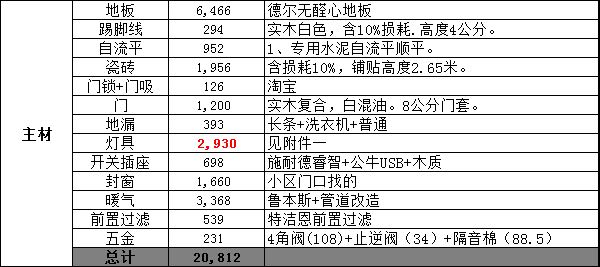 地板 6,466 德尔无醛心地板
踢脚线 294 实木白色，含10%损耗.高度4公分。
自流平 952 1、专用水泥自流平顺平。
瓷砖 1,956 含损耗10%，铺贴高度2.65米。
门锁+门吸 126 淘宝
门 1,200 实木复合，白混油。8公分门套。
主材 地漏 393 长条+洗衣机+普通
灯具 2,930 见附件一
开关插座 698 施耐德睿智+公牛USB+木质
封窗 1,660 小区门口找的
暖气 3,368 鲁本斯+管道改造
前置过滤 539 特洁恩前置过滤
五金 231 4角阀(108)+止逆阀（34）+隔音棉（88.5）
总计 20,812